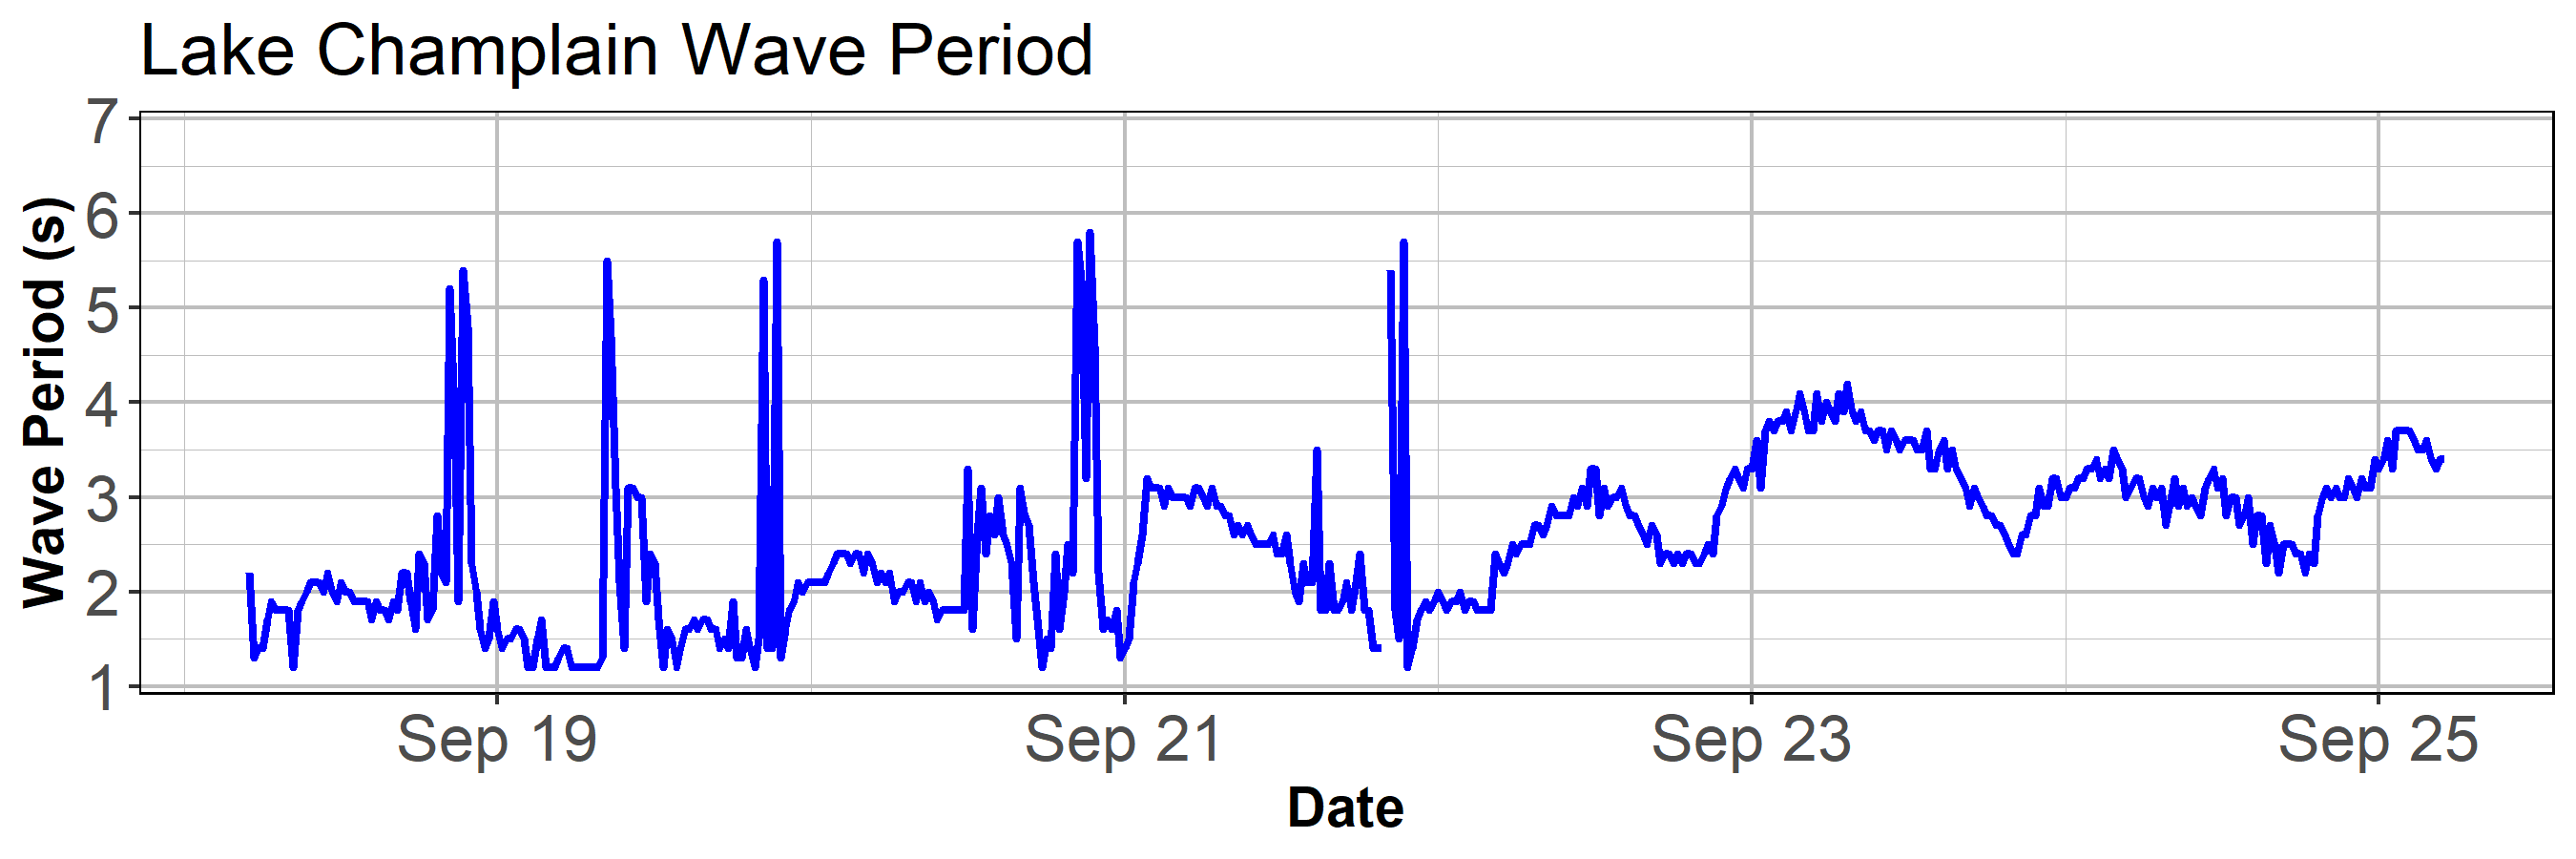 Lake Champlain Wave Period
Wave Period (s)
7
6
5
4
3
2
1
Sep 19
Sep 21
Sep 23
Sep 25
Date